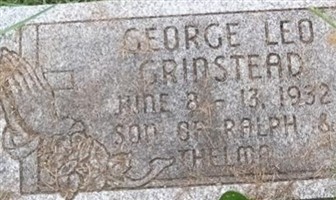 GEORGE LEO
GRINSTEAD
JUNE 8 - 13, 1932
SON OF RALPH &
THELMA